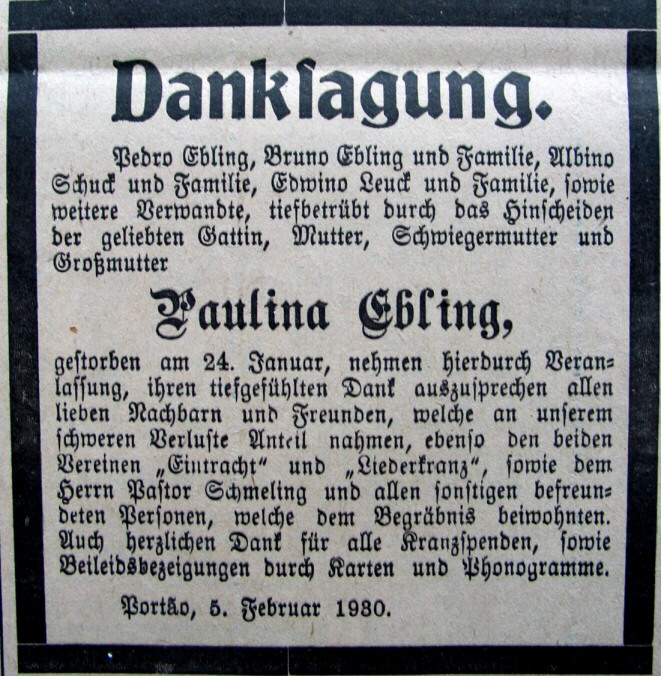 Dankſagung.
Pedro Ebling, Bruno Ebling und Familie, Albino
Schuck und Familie, Edwino Leuck und Familie, ſowie
weitere Verwandte, tiefbetrübt durch das Hinſcheiden
der geliebten Gattin, Mutter, Schwiegermutter und
Großmutter
Paulina Ebling,
geſtorben am 24. Januar, nehmen hierdurch Veran⸗
laſſung, ihren tiefgefühlten Dank auszuſprechen allen
lieben Nachbarn und Freunden, welche an unſerem
ſchweren Verluſte Anteil nahmen, ebenſo den beiden
Vereinen „Eintracht“ und „Liederkranz“, ſowie dem
Herrn Paſtor Schmeling und allen ſonſtigen befreun⸗
deten Perſonen, welche dem Begräbnis beiwohnten.
Auch herzlichen Dank für alle Kranzſpenden, ſowie
Beileidsbezeigungen durch Karten und Phonogramme.
Portão, 5. Februar 1930.